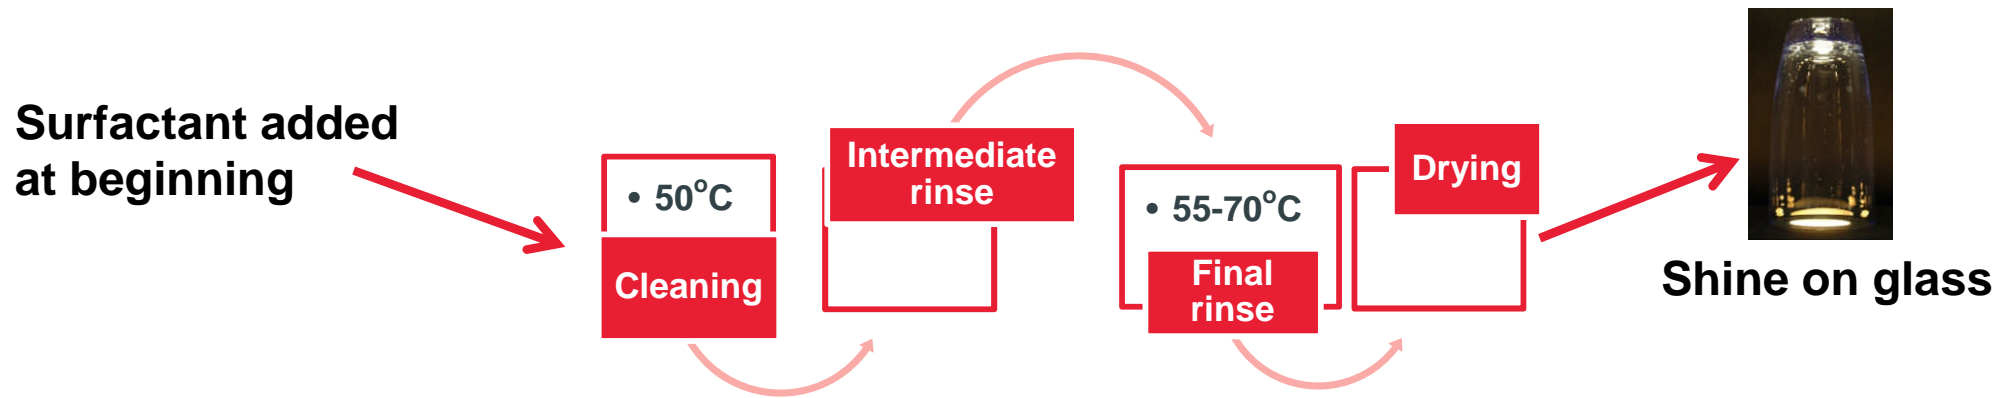 Surfactant added
at beginning
• 50°C
Cleaning
Intermediate
rinse
• 55-70°C
Final
rinse
Drying
Shine on glass